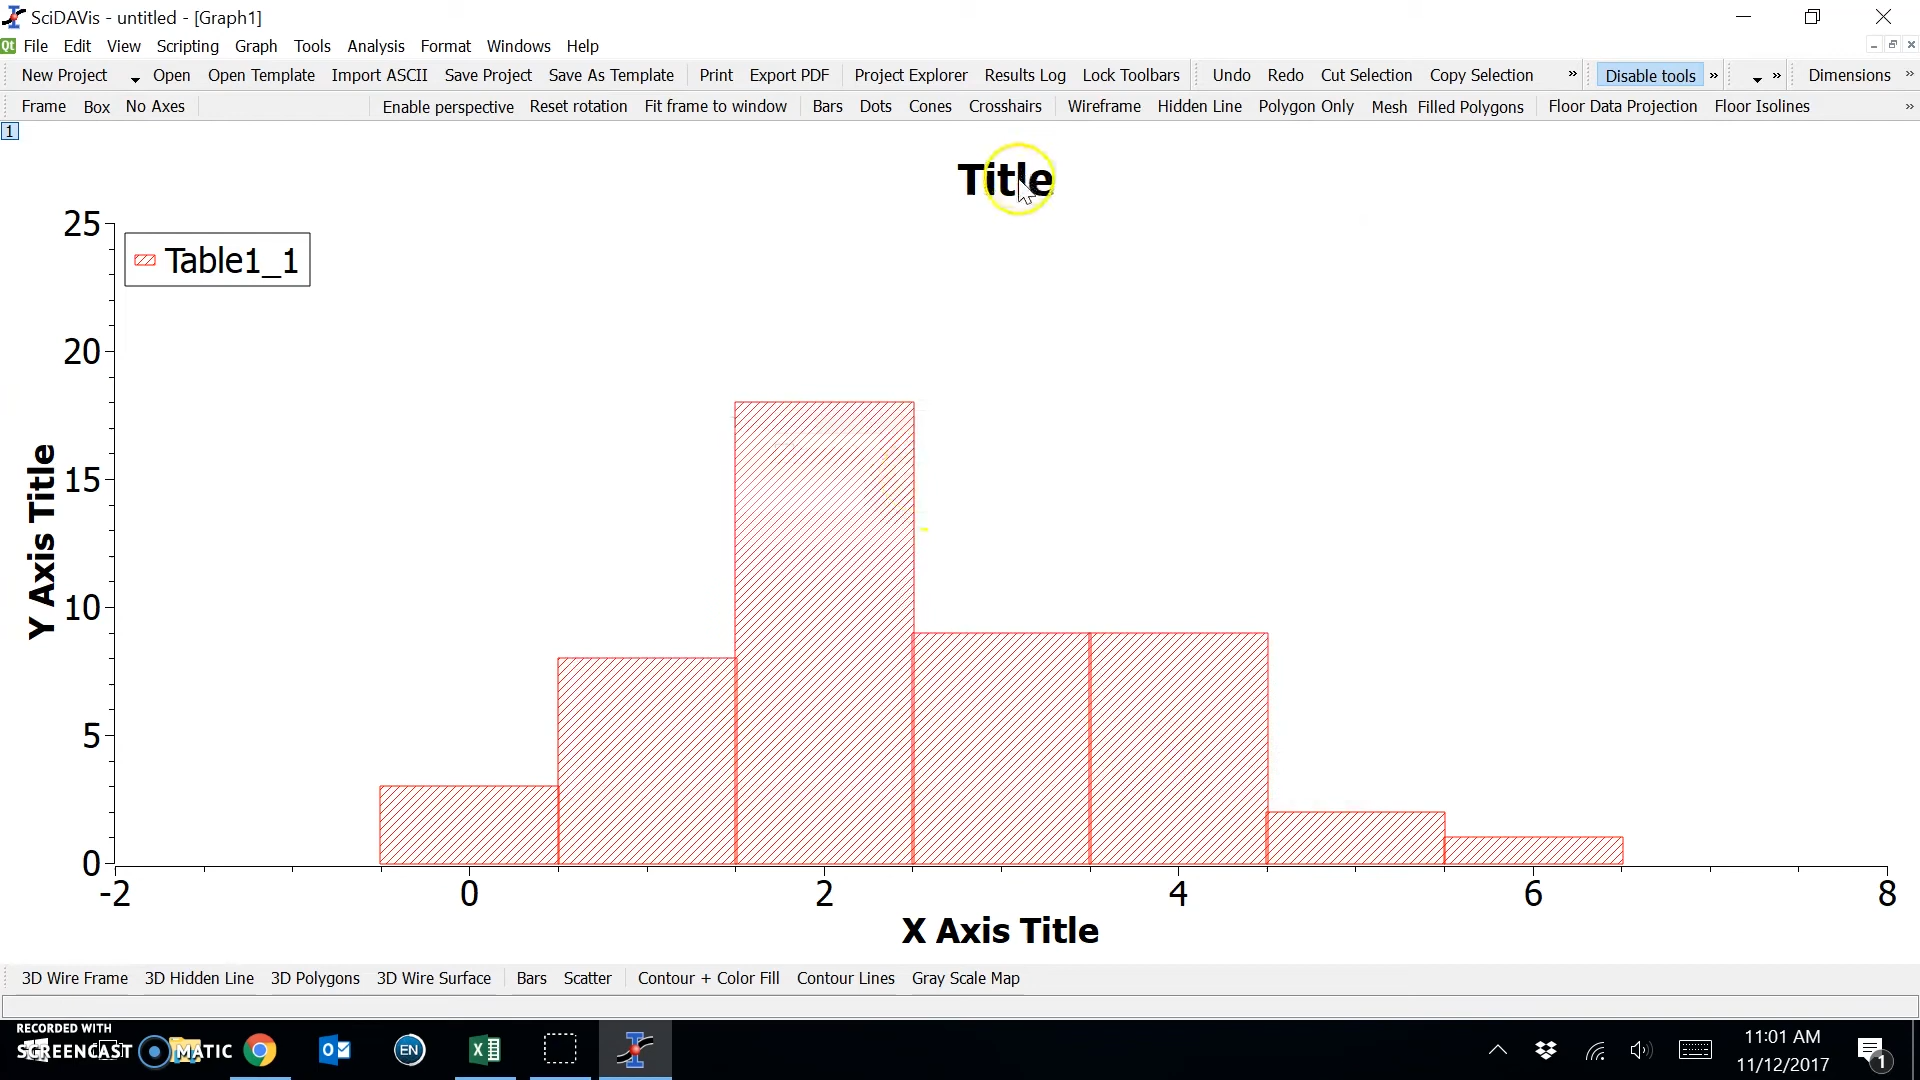 SciDAVis - untitled - [Graph1]
Qt File Edit View Scripting Graph Tools Analysis Format Windows Help
New Project Open Open Template Import ASCII Save Project Save As Template Print Export PDF Project Explorer Results Log Lock Toolbars Undo Redo Cut Selection Copy Selection » Disable tools » » Dimensions »
Frame Box No Axes Enable perspective Reset rotation Fit frame to window Bars Dots Cones Crosshairs Wireframe Hidden Line Polygon Only Mesh Filled Polygons Floor Data Projection Floor Isolines »
1
Title
25
Table1_1
20
15
10
5
0
Y Axis Title
-2 0 2 4 6 8
X Axis Title
3D Wire Frame 3D Hidden Line 3D Polygons 3D Wire Surface Bars Scatter Contour + Color Fill Contour Lines Gray Scale Map
RECORDED WITH
SCREENCAST MATIC
EN
11:01 AM
11/12/2017
1